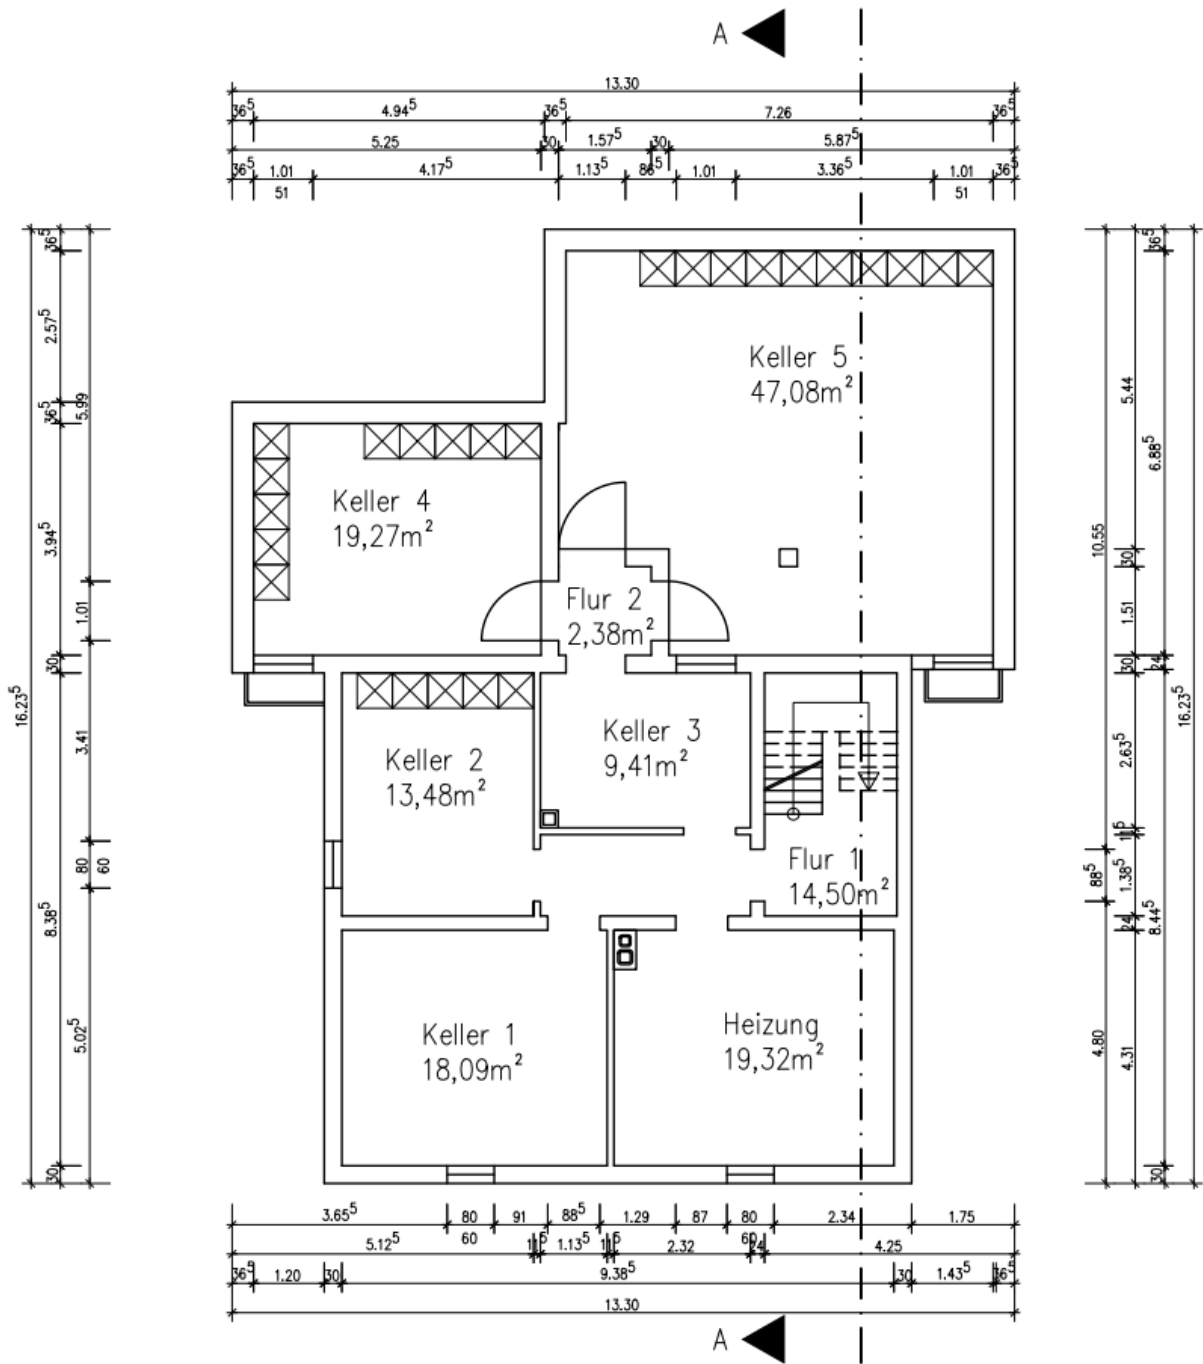 A
13.30
36⁵ 4.94⁵ 36⁵ 7.26 36⁵
5.25 30 1.57⁵ 30 5.87⁵
36⁵ 1.01 4.17⁵ 1.13⁵ 86⁵ 1.01 3.36⁵ 1.01 36⁵
51 51
16.23⁵
36⁵ 2.57⁵ 36⁵ 3.94⁵ 30 8.38⁵ 30
5.99 1.01 3.41 80 5.02⁵
60
Keller 5
47,08m²
Keller 4
19,27m²
Flur 2
2,38m²
Keller 3
9,41m²
Keller 2
13,48m²
Flur 1
14,50m²
Keller 1
18,09m²
Heizung
19,32m²
10.55 88⁵ 4.80
5.44 30 1.51 30 2.63⁵ 11⁵ 1.38⁵ 24 4.31
36⁵ 6.88⁵ 24 8.44⁵ 30
16.23⁵
3.65⁵ 80 91 88⁵ 1.29 87 80 2.34 1.75
60 60
5.12⁵ 11⁵ 1.13⁵ 11⁵ 2.32 24 4.25
36⁵ 1.20 30 9.38⁵ 30 1.43⁵ 36⁵
13.30
A